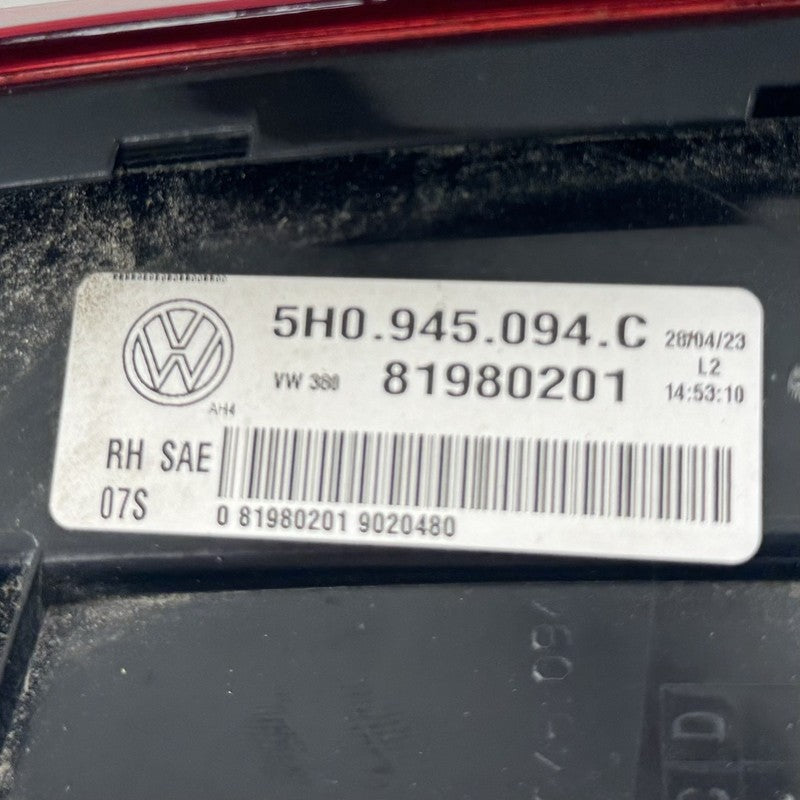 5H0.945.094.C 28/04/23
VW 380 81980201 L2
AH4 14:53:10
RH SAE
07S
0 81980201 9020480